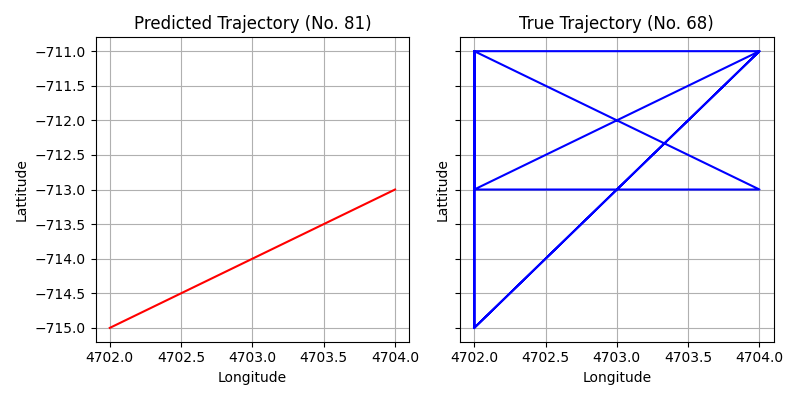 Predicted Trajectory (No. 81)
True Trajectory (No. 68)
−711.0
−711.5
−712.0
−712.5
−713.0
−713.5
−714.0
−714.5
−715.0
Lattitude
Lattitude
4702.0 4702.5 4703.0 4703.5 4704.0
4702.0 4702.5 4703.0 4703.5 4704.0
Longitude
Longitude